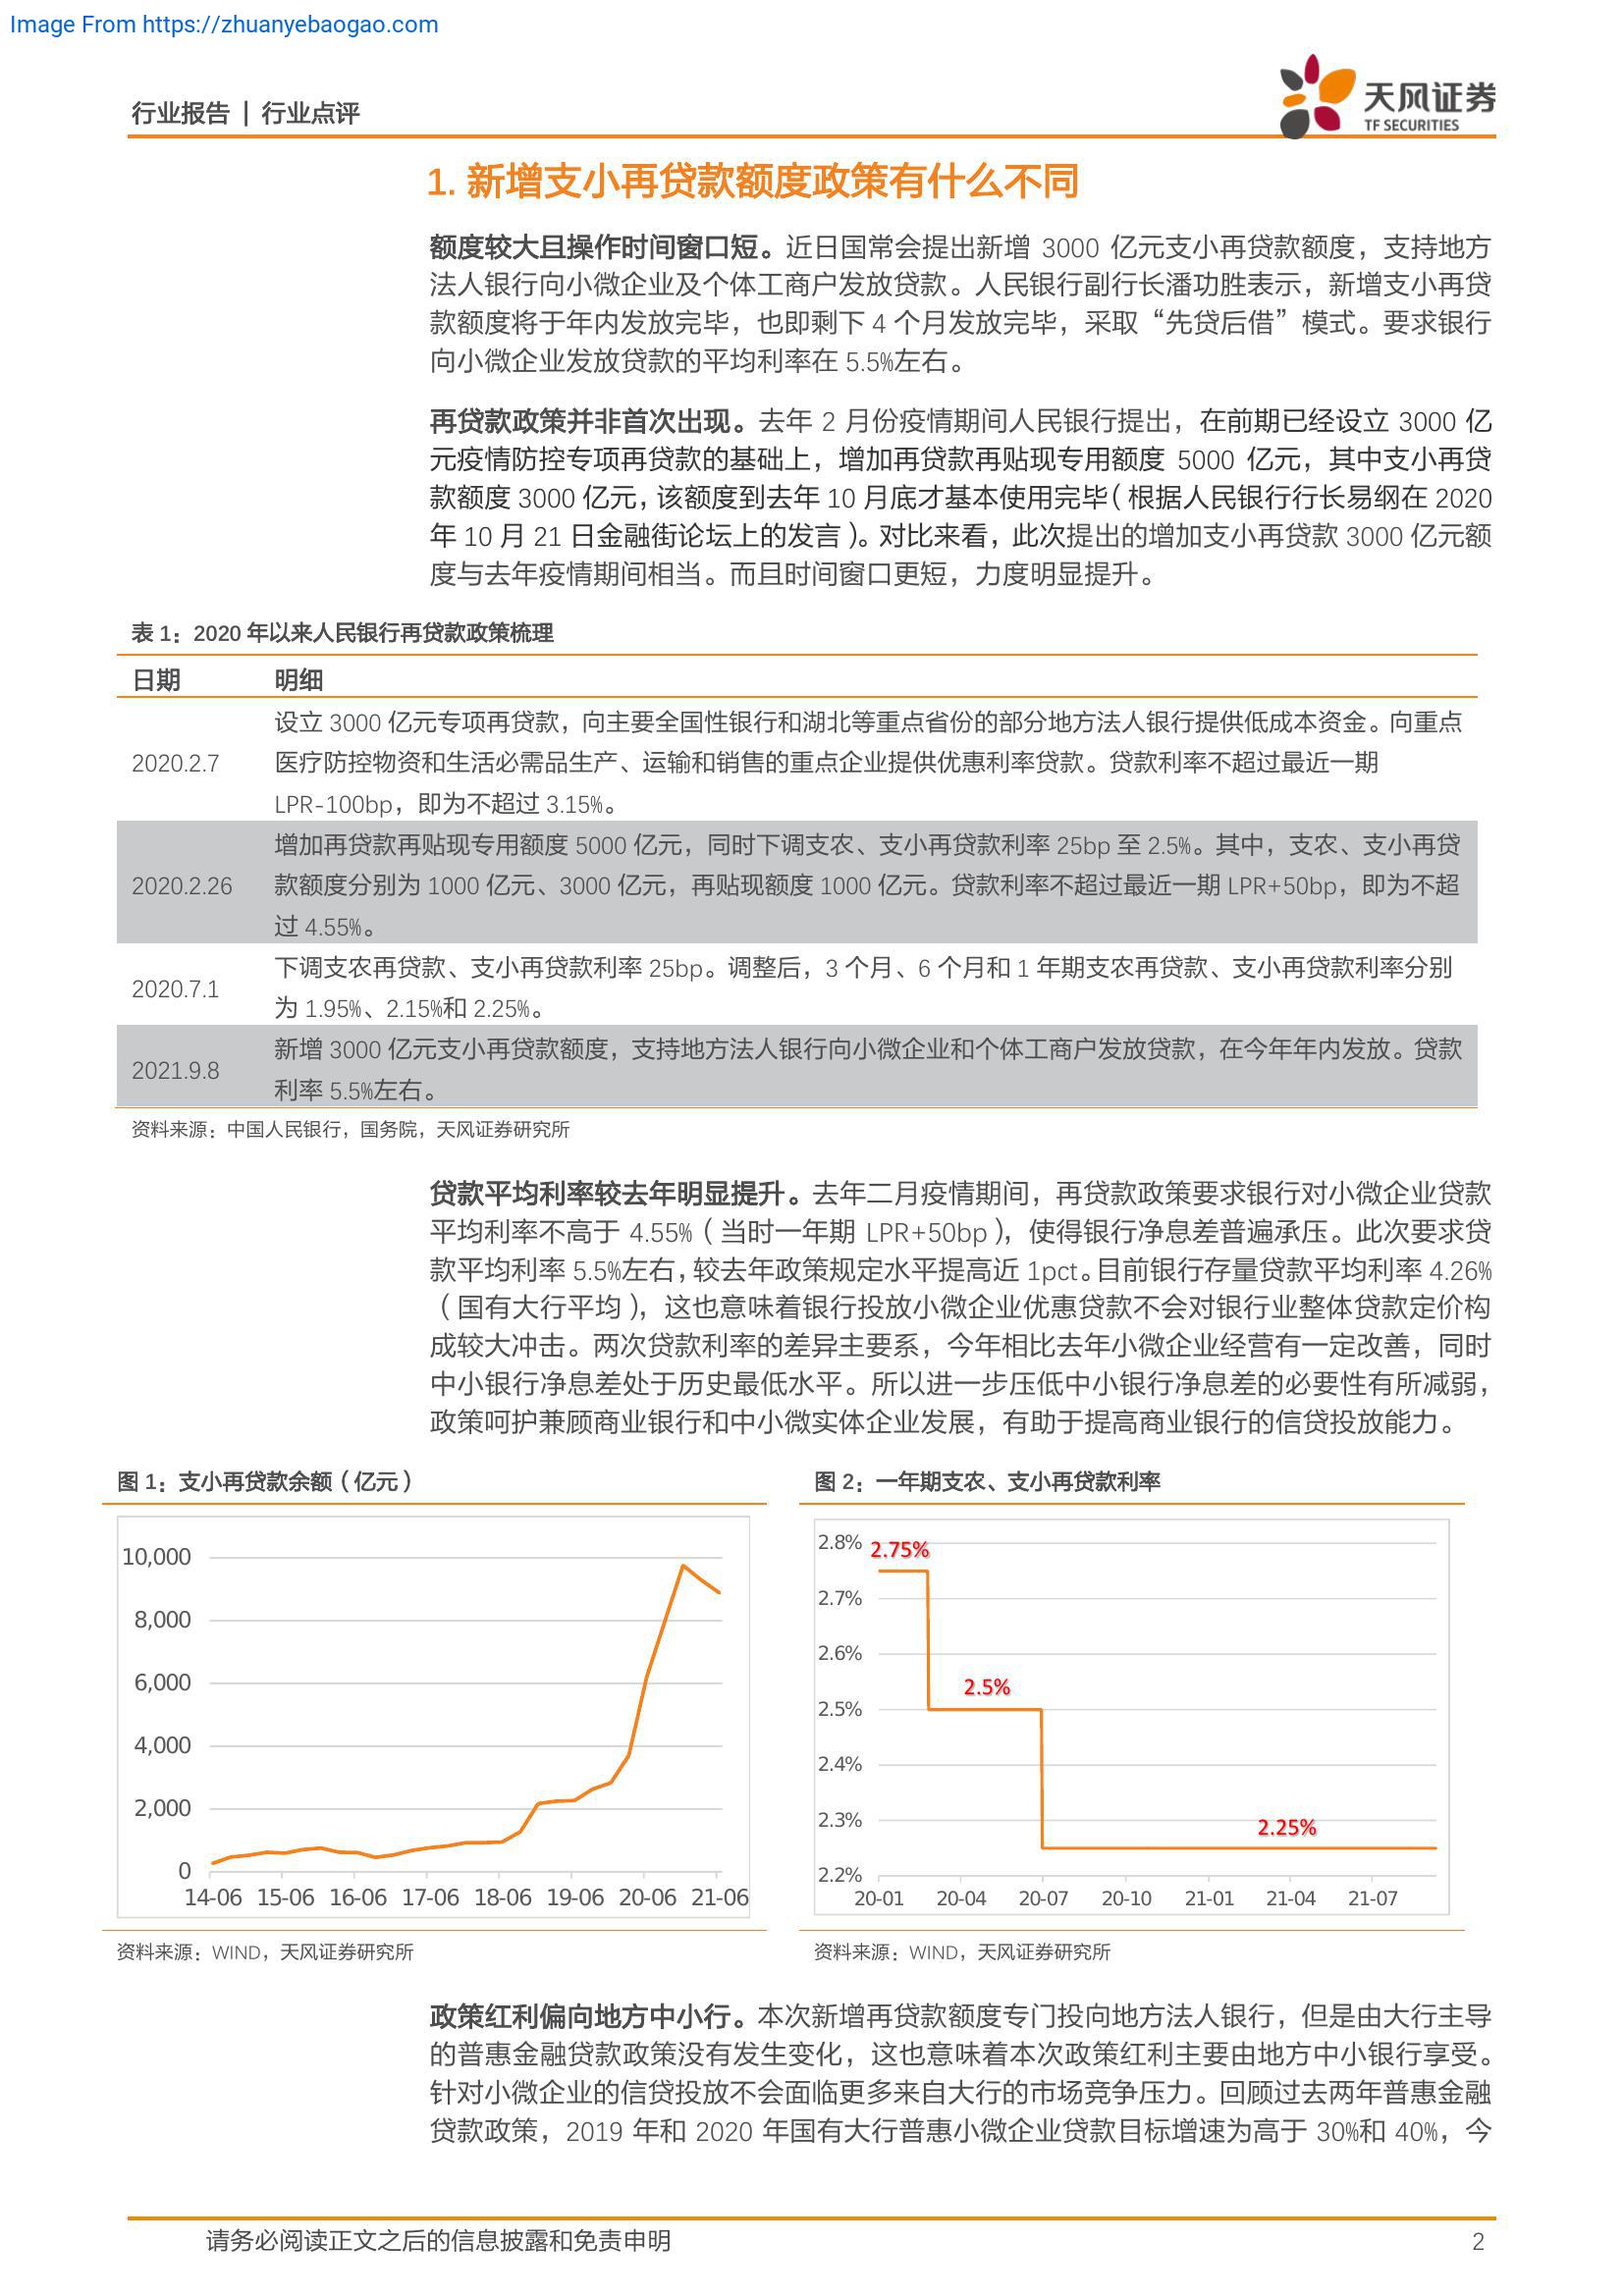 Image From https://zhuanyebaogao.com
行业报告 | 行业点评
天风证券
TF SECURITIES
1. 新增支小再贷款额度政策有什么不同
额度较大且操作时间窗口短。近日国常会提出新增 3000 亿元支小再贷款额度，支持地方
法人银行向小微企业及个体工商户发放贷款。人民银行副行长潘功胜表示，新增支小再贷
款额度将于年内发放完毕，也即剩下 4 个月发放完毕，采取“先贷后借”模式。要求银行
向小微企业发放贷款的平均利率在 5.5%左右。
再贷款政策并非首次出现。去年 2 月份疫情期间人民银行提出，在前期已经设立 3000 亿
元疫情防控专项再贷款的基础上，增加再贷款再贴现专用额度 5000 亿元，其中支小再贷
款额度 3000 亿元，该额度到去年 10 月底才基本使用完毕（根据人民银行行长易纲在 2020
年 10 月 21 日金融街论坛上的发言）。对比来看，此次提出的增加支小再贷款 3000 亿元额
度与去年疫情期间相当。而且时间窗口更短，力度明显提升。
表 1：2020 年以来人民银行再贷款政策梳理
日期 明细
设立 3000 亿元专项再贷款，向主要全国性银行和湖北等重点省份的部分地方法人银行提供低成本资金。向重点
2020.2.7 医疗防控物资和生活必需品生产、运输和销售的重点企业提供优惠利率贷款。贷款利率不超过最近一期
LPR-100bp，即为不超过 3.15%。
增加再贷款再贴现专用额度 5000 亿元，同时下调支农、支小再贷款利率 25bp 至 2.5%。其中，支农、支小再贷
2020.2.26 款额度分别为 1000 亿元、3000 亿元，再贴现额度 1000 亿元。贷款利率不超过最近一期 LPR+50bp，即为不超
过 4.55%。
2020.7.1 下调支农再贷款、支小再贷款利率 25bp。调整后，3 个月、6 个月和 1 年期支农再贷款、支小再贷款利率分别
为 1.95%、2.15%和 2.25%。
2021.9.8 新增 3000 亿元支小再贷款额度，支持地方法人银行向小微企业和个体工商户发放贷款，在今年年内发放。贷款
利率 5.5%左右。
资料来源：中国人民银行，国务院，天风证券研究所
贷款平均利率较去年明显提升。去年二月疫情期间，再贷款政策要求银行对小微企业贷款
平均利率不高于 4.55%（当时一年期 LPR+50bp），使得银行净息差普遍承压。此次要求贷
款平均利率 5.5%左右，较去年政策规定水平提高近 1pct。目前银行存量贷款平均利率 4.26%
（国有大行平均），这也意味着银行投放小微企业优惠贷款不会对银行业整体贷款定价构
成较大冲击。两次贷款利率的差异主要系，今年相比去年小微企业经营有一定改善，同时
中小银行净息差处于历史最低水平。所以进一步压低中小银行净息差的必要性有所减弱，
政策呵护兼顾商业银行和中小微实体企业发展，有助于提高商业银行的信贷投放能力。
图 1：支小再贷款余额（亿元）
10,000
8,000
6,000
4,000
2,000
0
14-06 15-06 16-06 17-06 18-06 19-06 20-06 21-06
资料来源：WIND，天风证券研究所
图 2：一年期支农、支小再贷款利率
2.8%
2.75%
2.7%
2.6%
2.5%
2.5%
2.4%
2.3%
2.25%
2.2%
20-01 20-04 20-07 20-10 21-01 21-04 21-07
资料来源：WIND，天风证券研究所
政策红利偏向地方中小行。本次新增再贷款额度专门投向地方法人银行，但是由大行主导
的普惠金融贷款政策没有发生变化，这也意味着本次政策红利主要由地方中小银行享受。
针对小微企业的信贷投放不会面临更多来自大行的市场竞争压力。回顾过去两年普惠金融
贷款政策，2019 年和 2020 年国有大行普惠小微企业贷款目标增速为高于 30%和 40%，今
请务必阅读正文之后的信息披露和免责申明
2